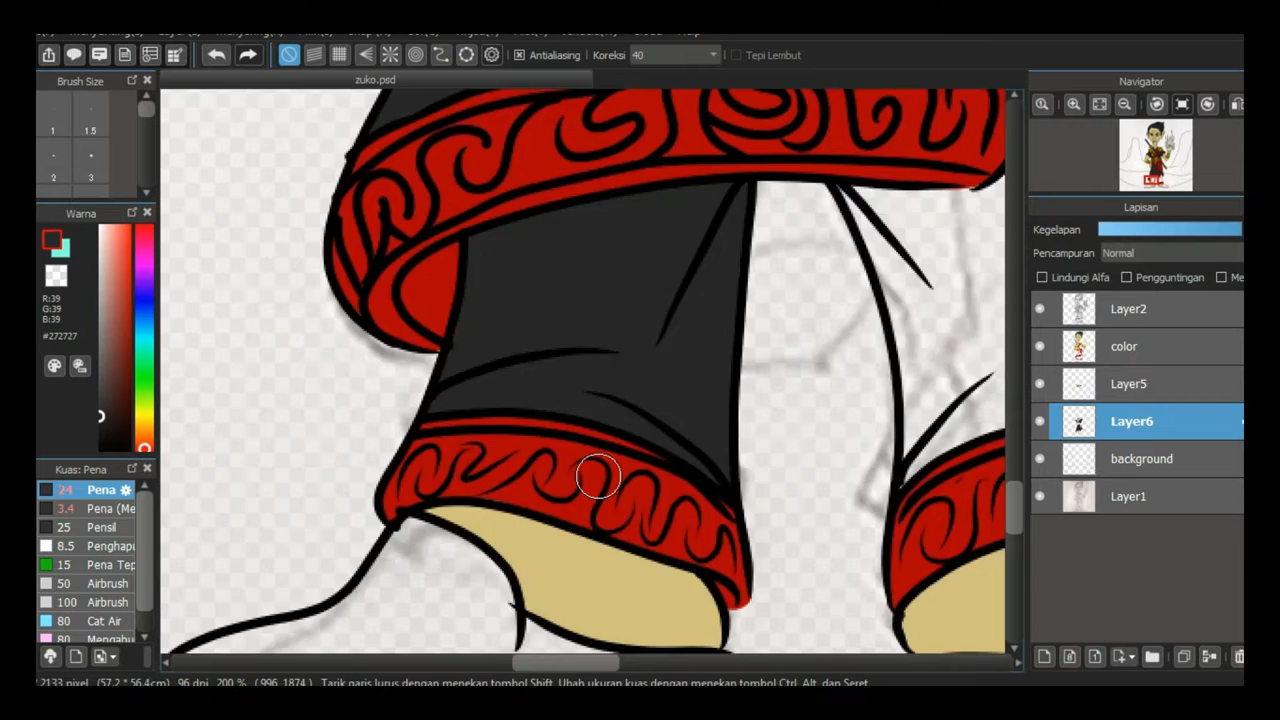 Antialiasing Koreksi 40 Tepi Lembut
Brush Size
zuko.psd
Navigator
1 1.5
2 3
Warna
R:39
G:39
B:39
#272727
Lapisan
Kegelapan
Pencampuran Normal
Lindungi Alfa Pengguntingan Me
Layer2
color
Layer5
Layer6
background
Layer1
Kuas: Pena
24 Pena
3.4 Pena (Me
25 Pensil
8.5 Penghapu
15 Pena Tep
50 Airbrush
100 Airbrush
80 Cat Air
80 Mengabu
2133 pixel (57.2 * 56.4cm) 96 dpi 200 % (996, 1874) Tarik garis lurus dengan menekan tombol Shift, Ubah ukuran kuas dengan menekan tombol Ctrl, Alt, dan Seret